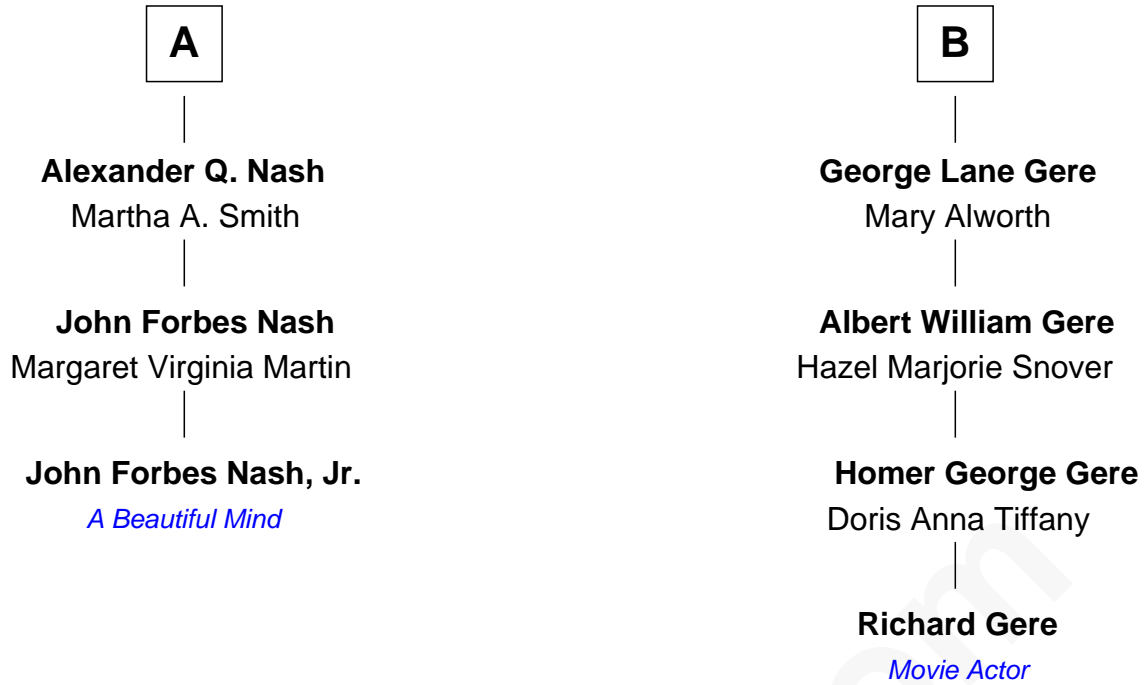 A
Alexander Q. Nash
Martha A. Smith
John Forbes Nash
Margaret Virginia Martin
John Forbes Nash, Jr.
A Beautiful Mind
B
George Lane Gere
Mary Alworth
Albert William Gere
Hazel Marjorie Snover
Homer George Gere
Doris Anna Tiffany
Richard Gere
Movie Actor